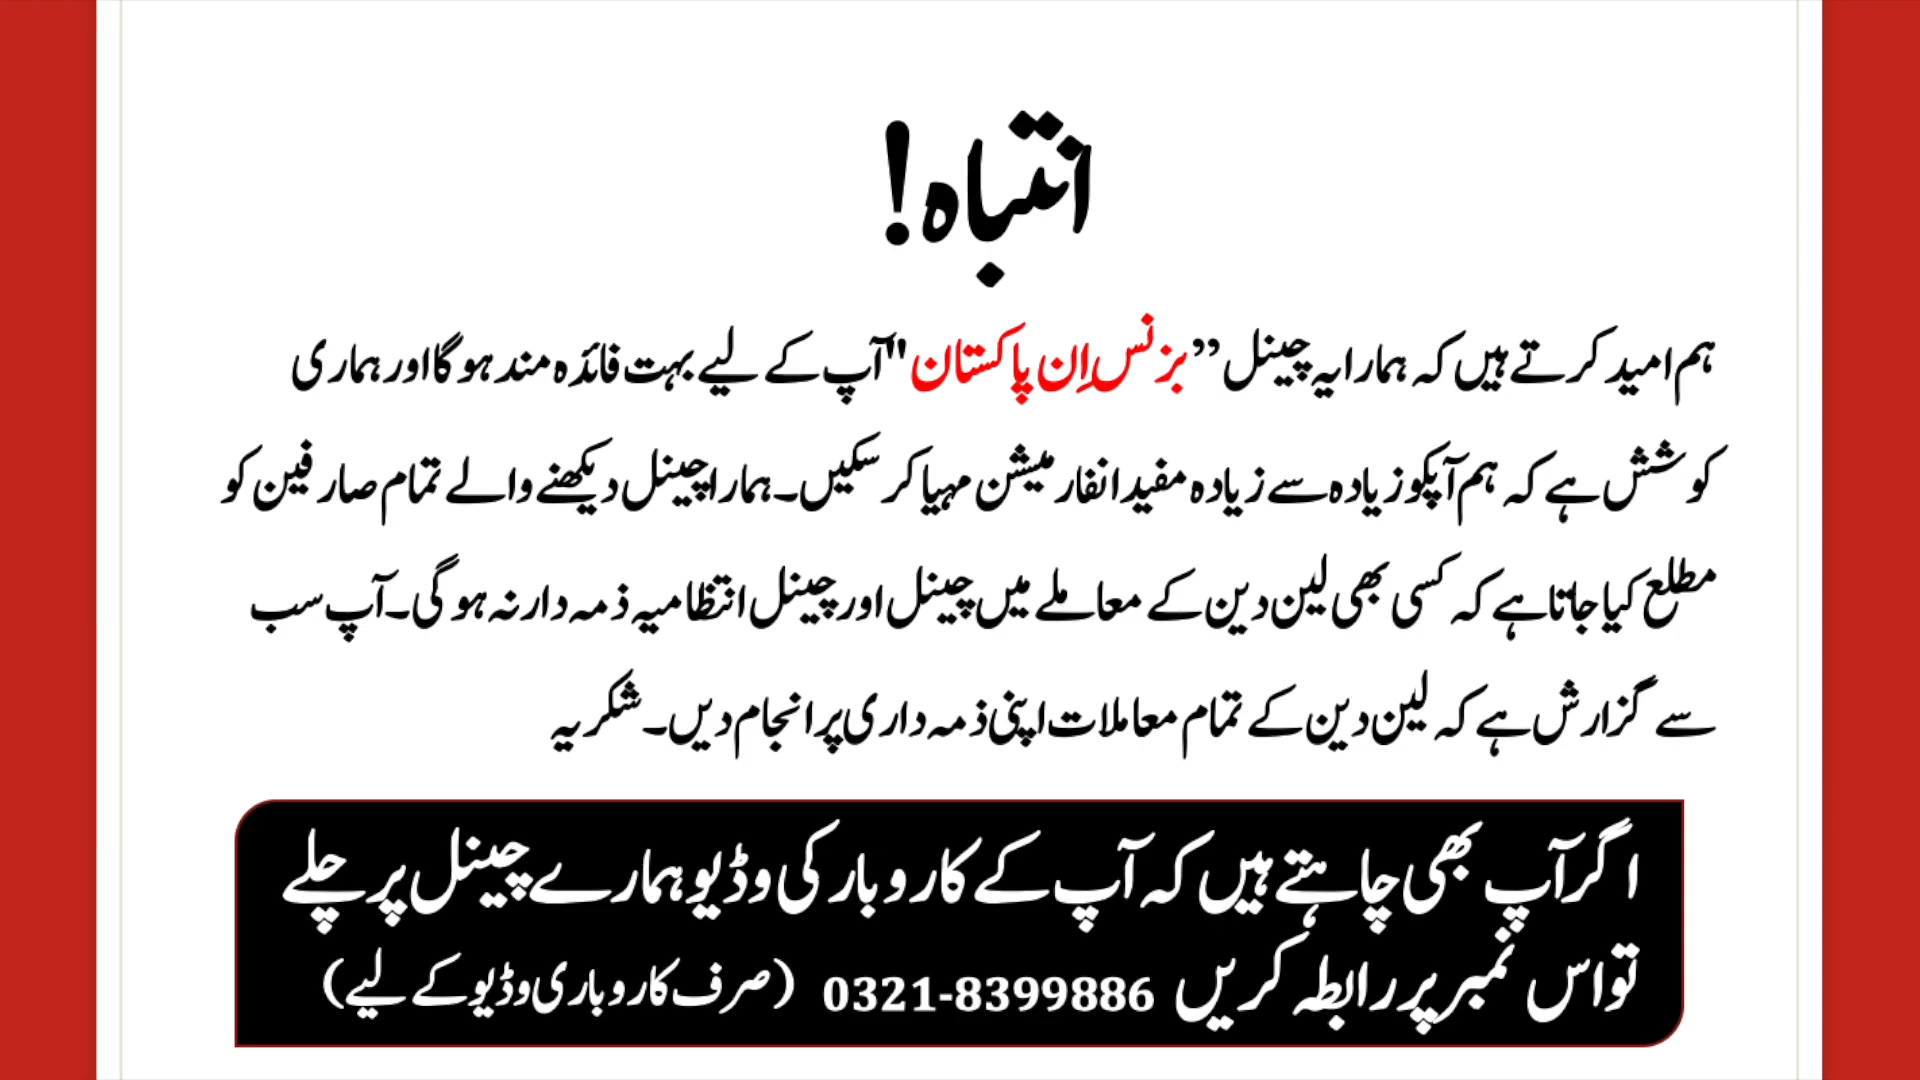 انتباہ!
ہم امید کرتے ہیں کہ ہمارا یہ چینل ”بزنس اِن پاکستان" آپ کے لیے بہت فائدہ مند ہوگا اور ہماری
کوشش ہے کہ ہم آپکو زیادہ سے زیادہ مفید انفارمیشن مہیا کر سکیں۔ ہمارا چینل دیکھنے والے تمام صارفین کو
مطلع کیا جاتا ہے کہ کسی بھی لین دین کے معاملے میں چینل اور چینل انتظامیہ ذمہ دار نہ ہوگی۔ آپ سب
سے گزارش ہے کہ لین دین کے تمام معاملات اپنی ذمہ داری پر انجام دیں۔ شکریہ
اگر آپ بھی چاہتے ہیں کہ آپ کے کاروبار کی وڈیو ہمارے چینل پر چلے
تو اس نمبر پر رابطہ کریں 0321-8399886 (صرف کاروباری وڈیو کے لیے)